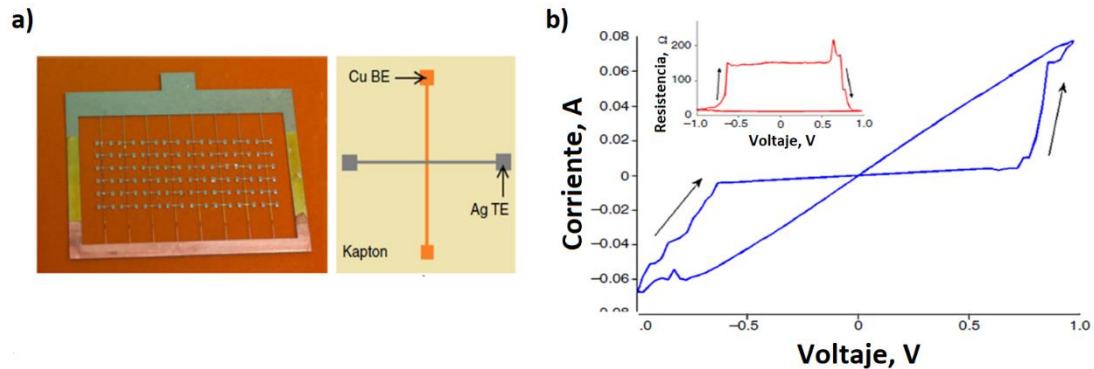 a)
Cu BE
Ag TE
Kapton
b)
Corriente, A
0.08
0.06
0.04
0.02
0
−0.02
−0.04
−0.06
0.08
.0
−0.5
0
0.5
1.0
Voltaje, V
Resistencia, Ω
200
100
0
−1.0
−0.5
0
0.5
1.0
Voltaje, V